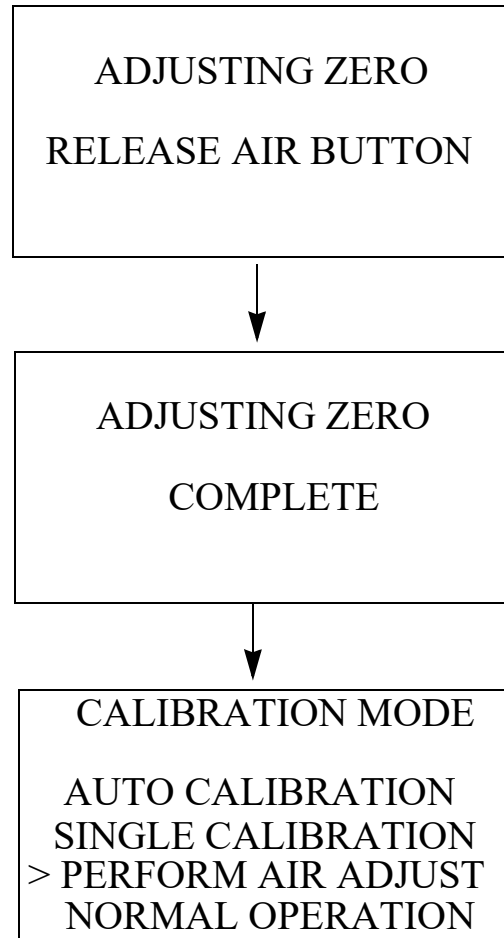 ADJUSTING ZERO
RELEASE AIR BUTTON
ADJUSTING ZERO
COMPLETE
CALIBRATION MODE
AUTO CALIBRATION
SINGLE CALIBRATION
> PERFORM AIR ADJUST
NORMAL OPERATION